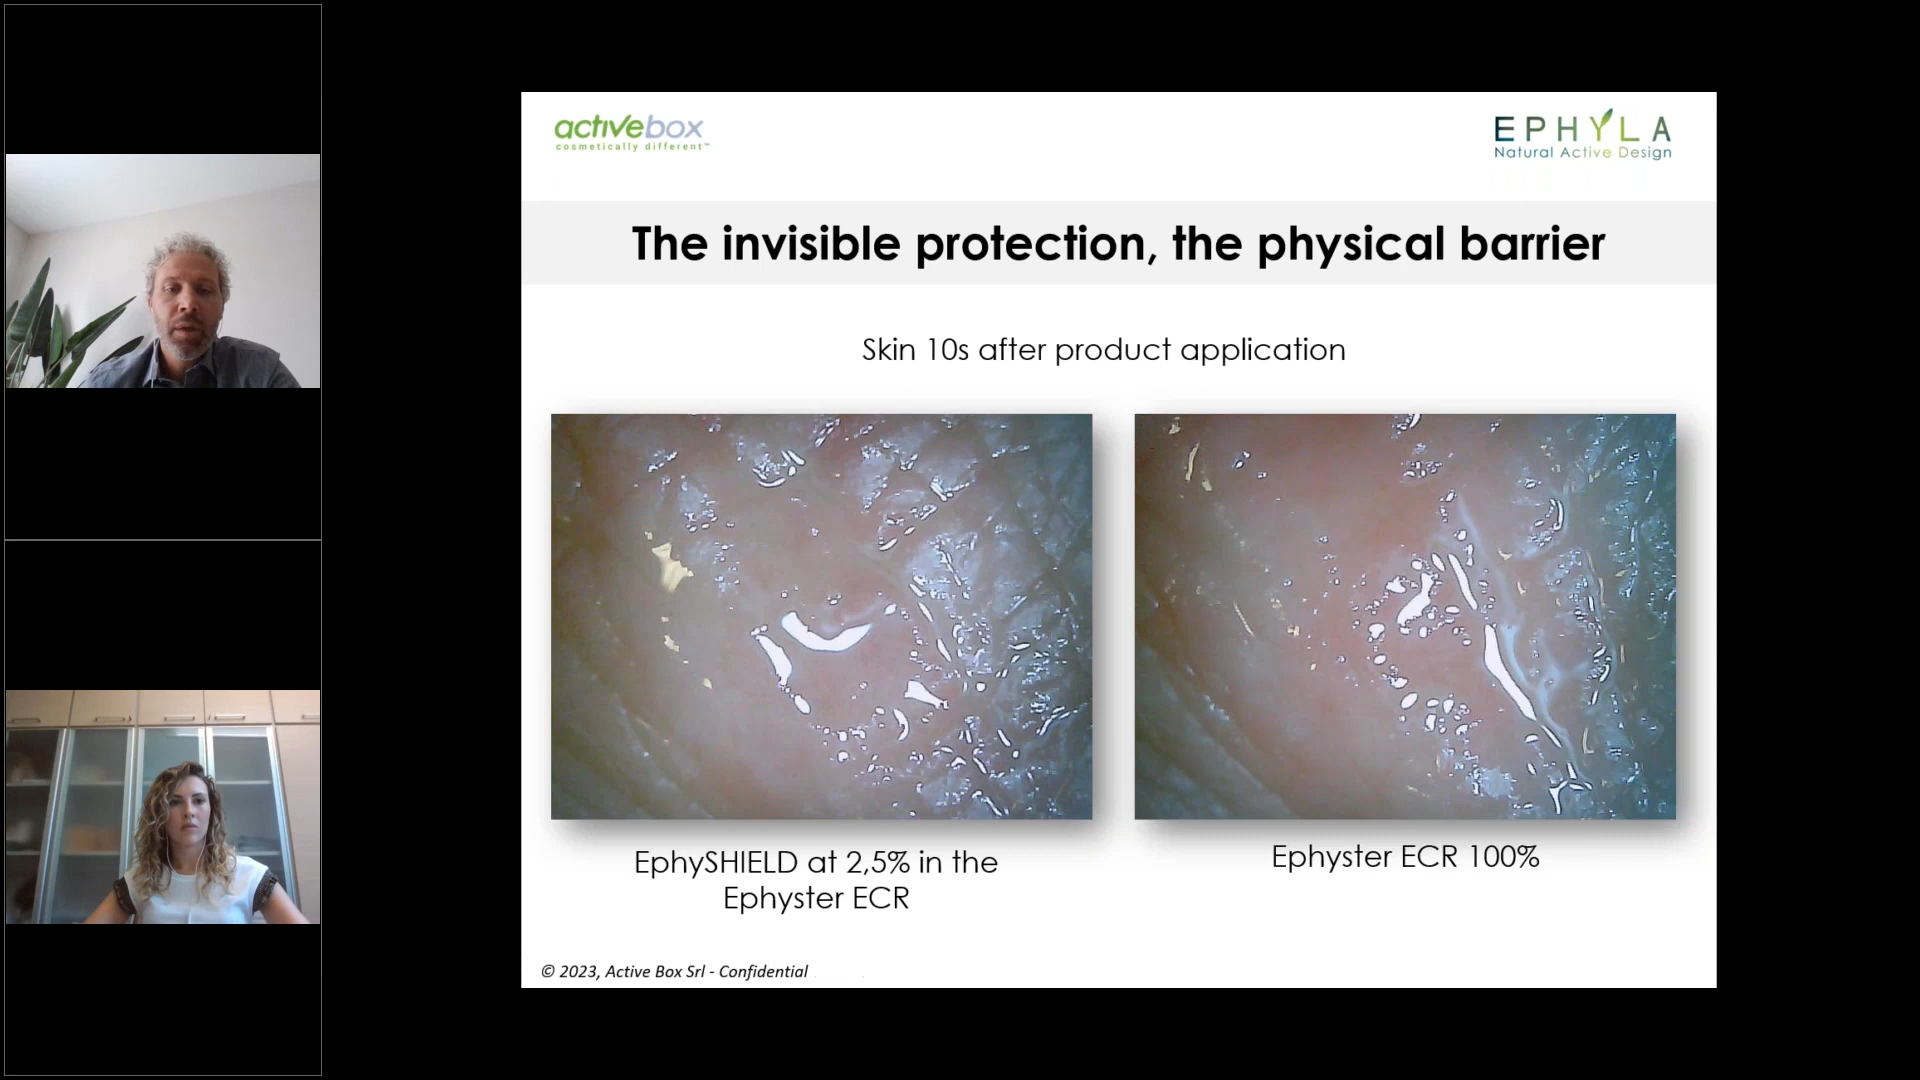 activebox
cosmetically different™
EPHYLA
Natural Active Design
The invisible protection, the physical barrier
Skin 10s after product application
EphySHIELD at 2,5% in the
Ephyster ECR
Ephyster ECR 100%
© 2023, Active Box Srl - Confidential